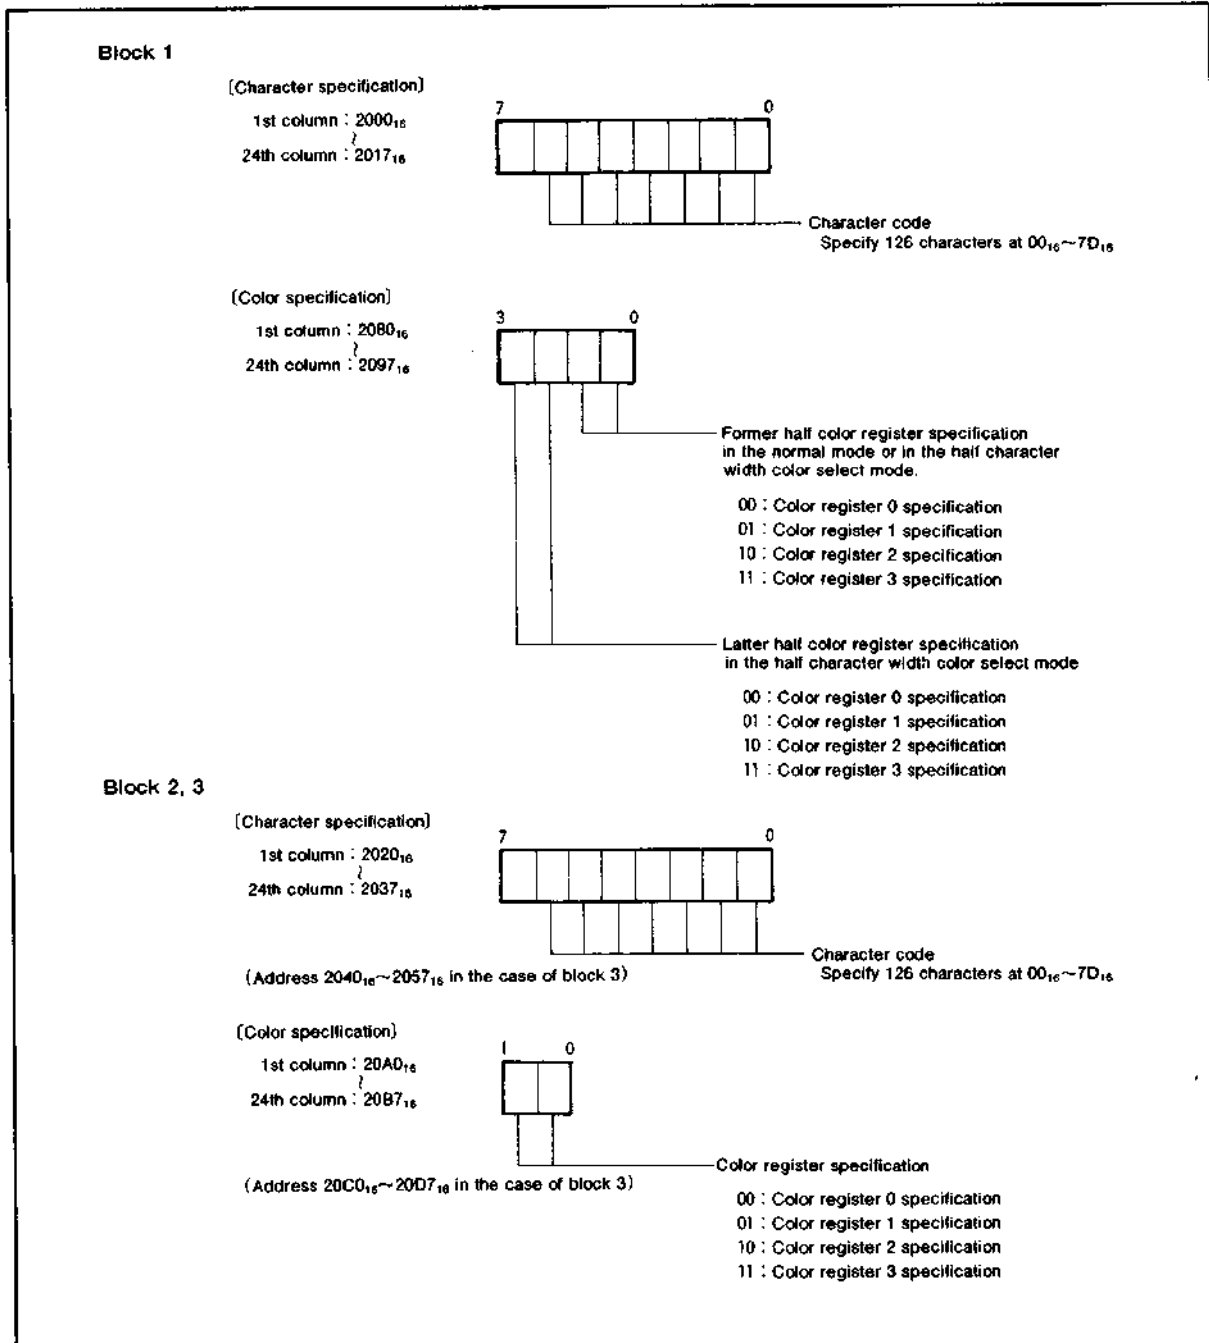 Block 1
〔Character specification〕
7 0
1st column : 2000₁₆
~
24th column : 2017₁₆
Character code
Specify 126 characters at 00₁₆~7D₁₆
〔Color specification〕
3 0
1st column : 2080₁₆
~
24th column : 2097₁₆
Former half color register specification
in the normal mode or in the half character
width color select mode.
00 : Color register 0 specification
01 : Color register 1 specification
10 : Color register 2 specification
11 : Color register 3 specification
Latter half color register specification
in the half character width color select mode
00 : Color register 0 specification
01 : Color register 1 specification
10 : Color register 2 specification
11 : Color register 3 specification
Block 2, 3
〔Character specification〕
7 0
1st column : 2020₁₆
~
24th column : 2037₁₆
Character code
Specify 126 characters at 00₁₆~7D₁₆
(Address 2040₁₆~2057₁₆ in the case of block 3)
〔Color specification〕
1 0
1st column : 20A0₁₆
~
24th column : 20B7₁₆
Color register specification
(Address 20C0₁₆~20D7₁₆ in the case of block 3)
00 : Color register 0 specification
01 : Color register 1 specification
10 : Color register 2 specification
11 : Color register 3 specification